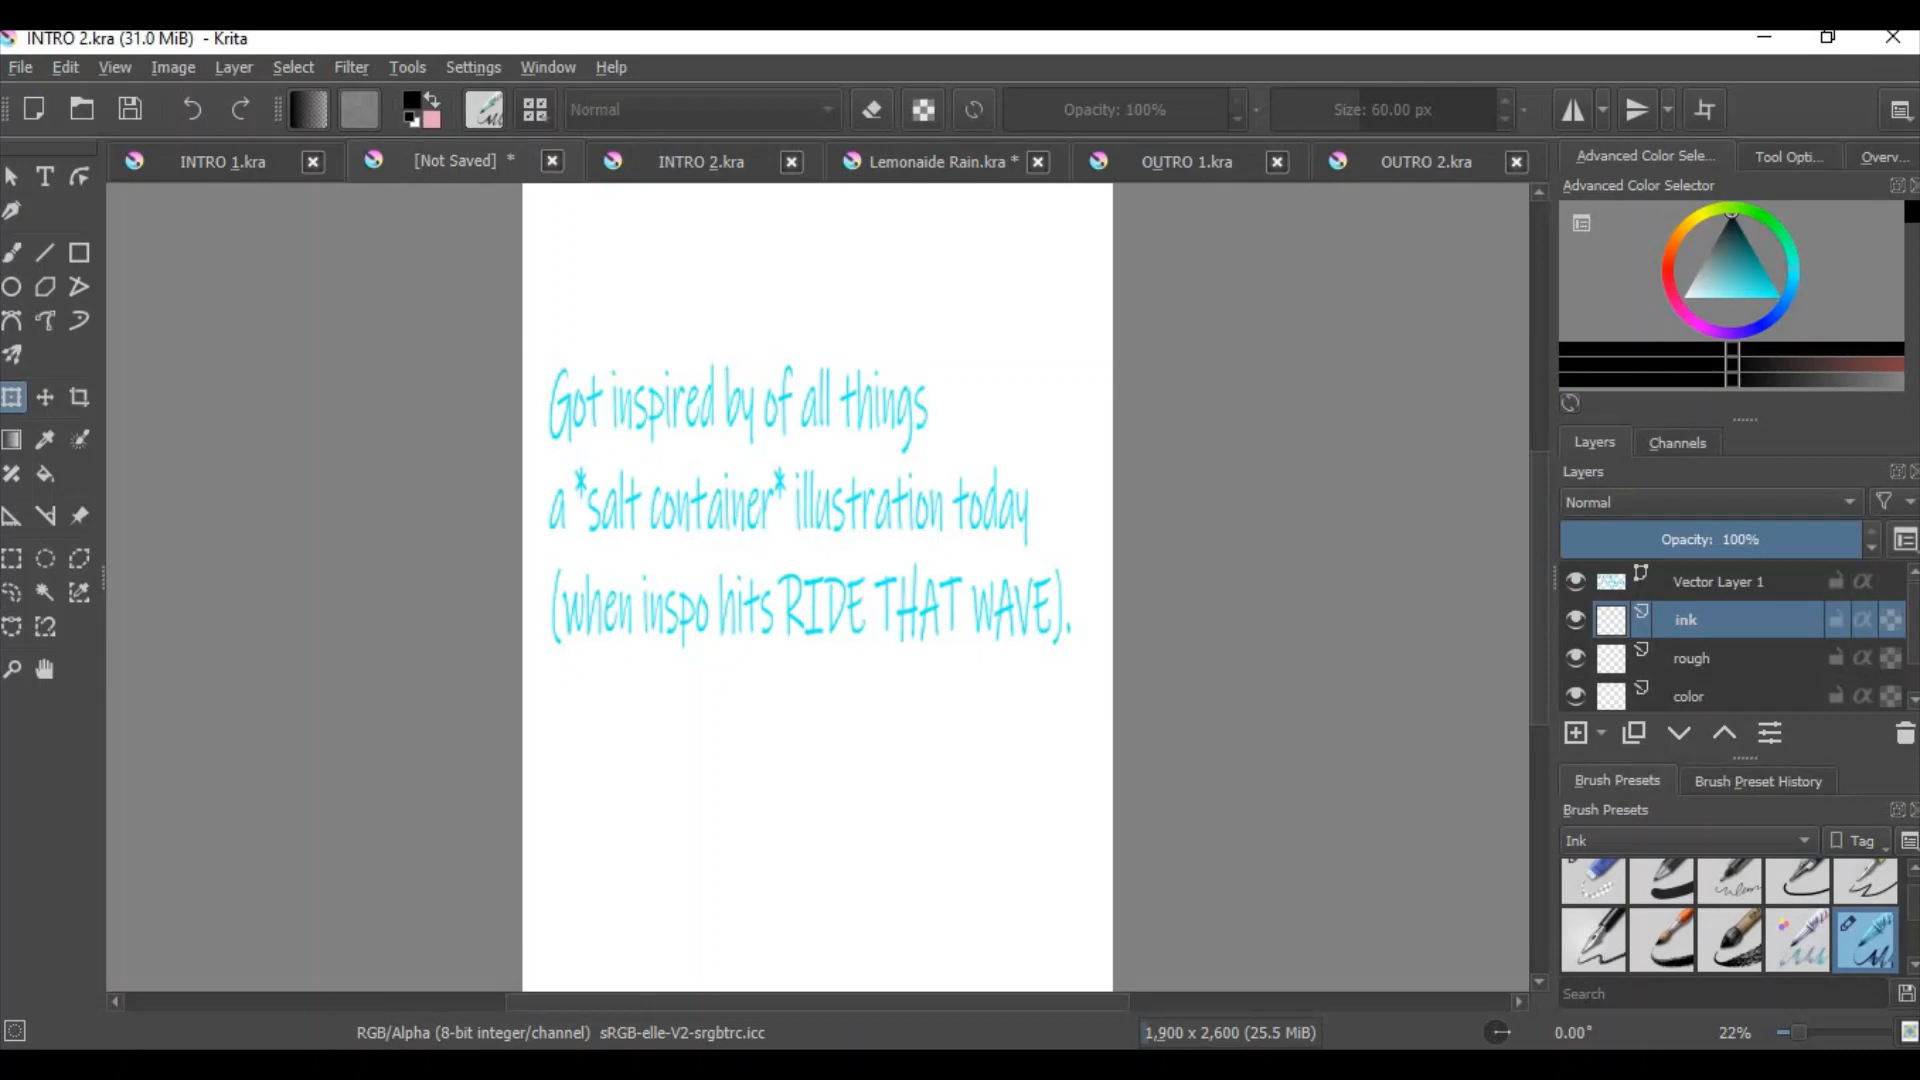 INTRO 2.kra (31.0 MiB) - Krita
File Edit View Image Layer Select Filter Tools Settings Window Help
Normal Opacity: 100% Size: 60.00 px
INTRO 1.kra [Not Saved] * INTRO 2.kra Lemonaide Rain.kra * OUTRO 1.kra OUTRO 2.kra
Advanced Color Sele... Tool Opti... Overv...
Advanced Color Selector
Got inspired by of all things
a *salt container* illustration today
(when inspo hits RIDE THAT WAVE).
Layers Channels
Layers
Normal
Opacity: 100%
Vector Layer 1
ink
rough
color
Brush Presets Brush Preset History
Brush Presets
Ink Tag
Search
RGB/Alpha (8-bit integer/channel) sRGB-elle-V2-srgbtrc.icc 1,900 x 2,600 (25.5 MiB) 0.00° 22%